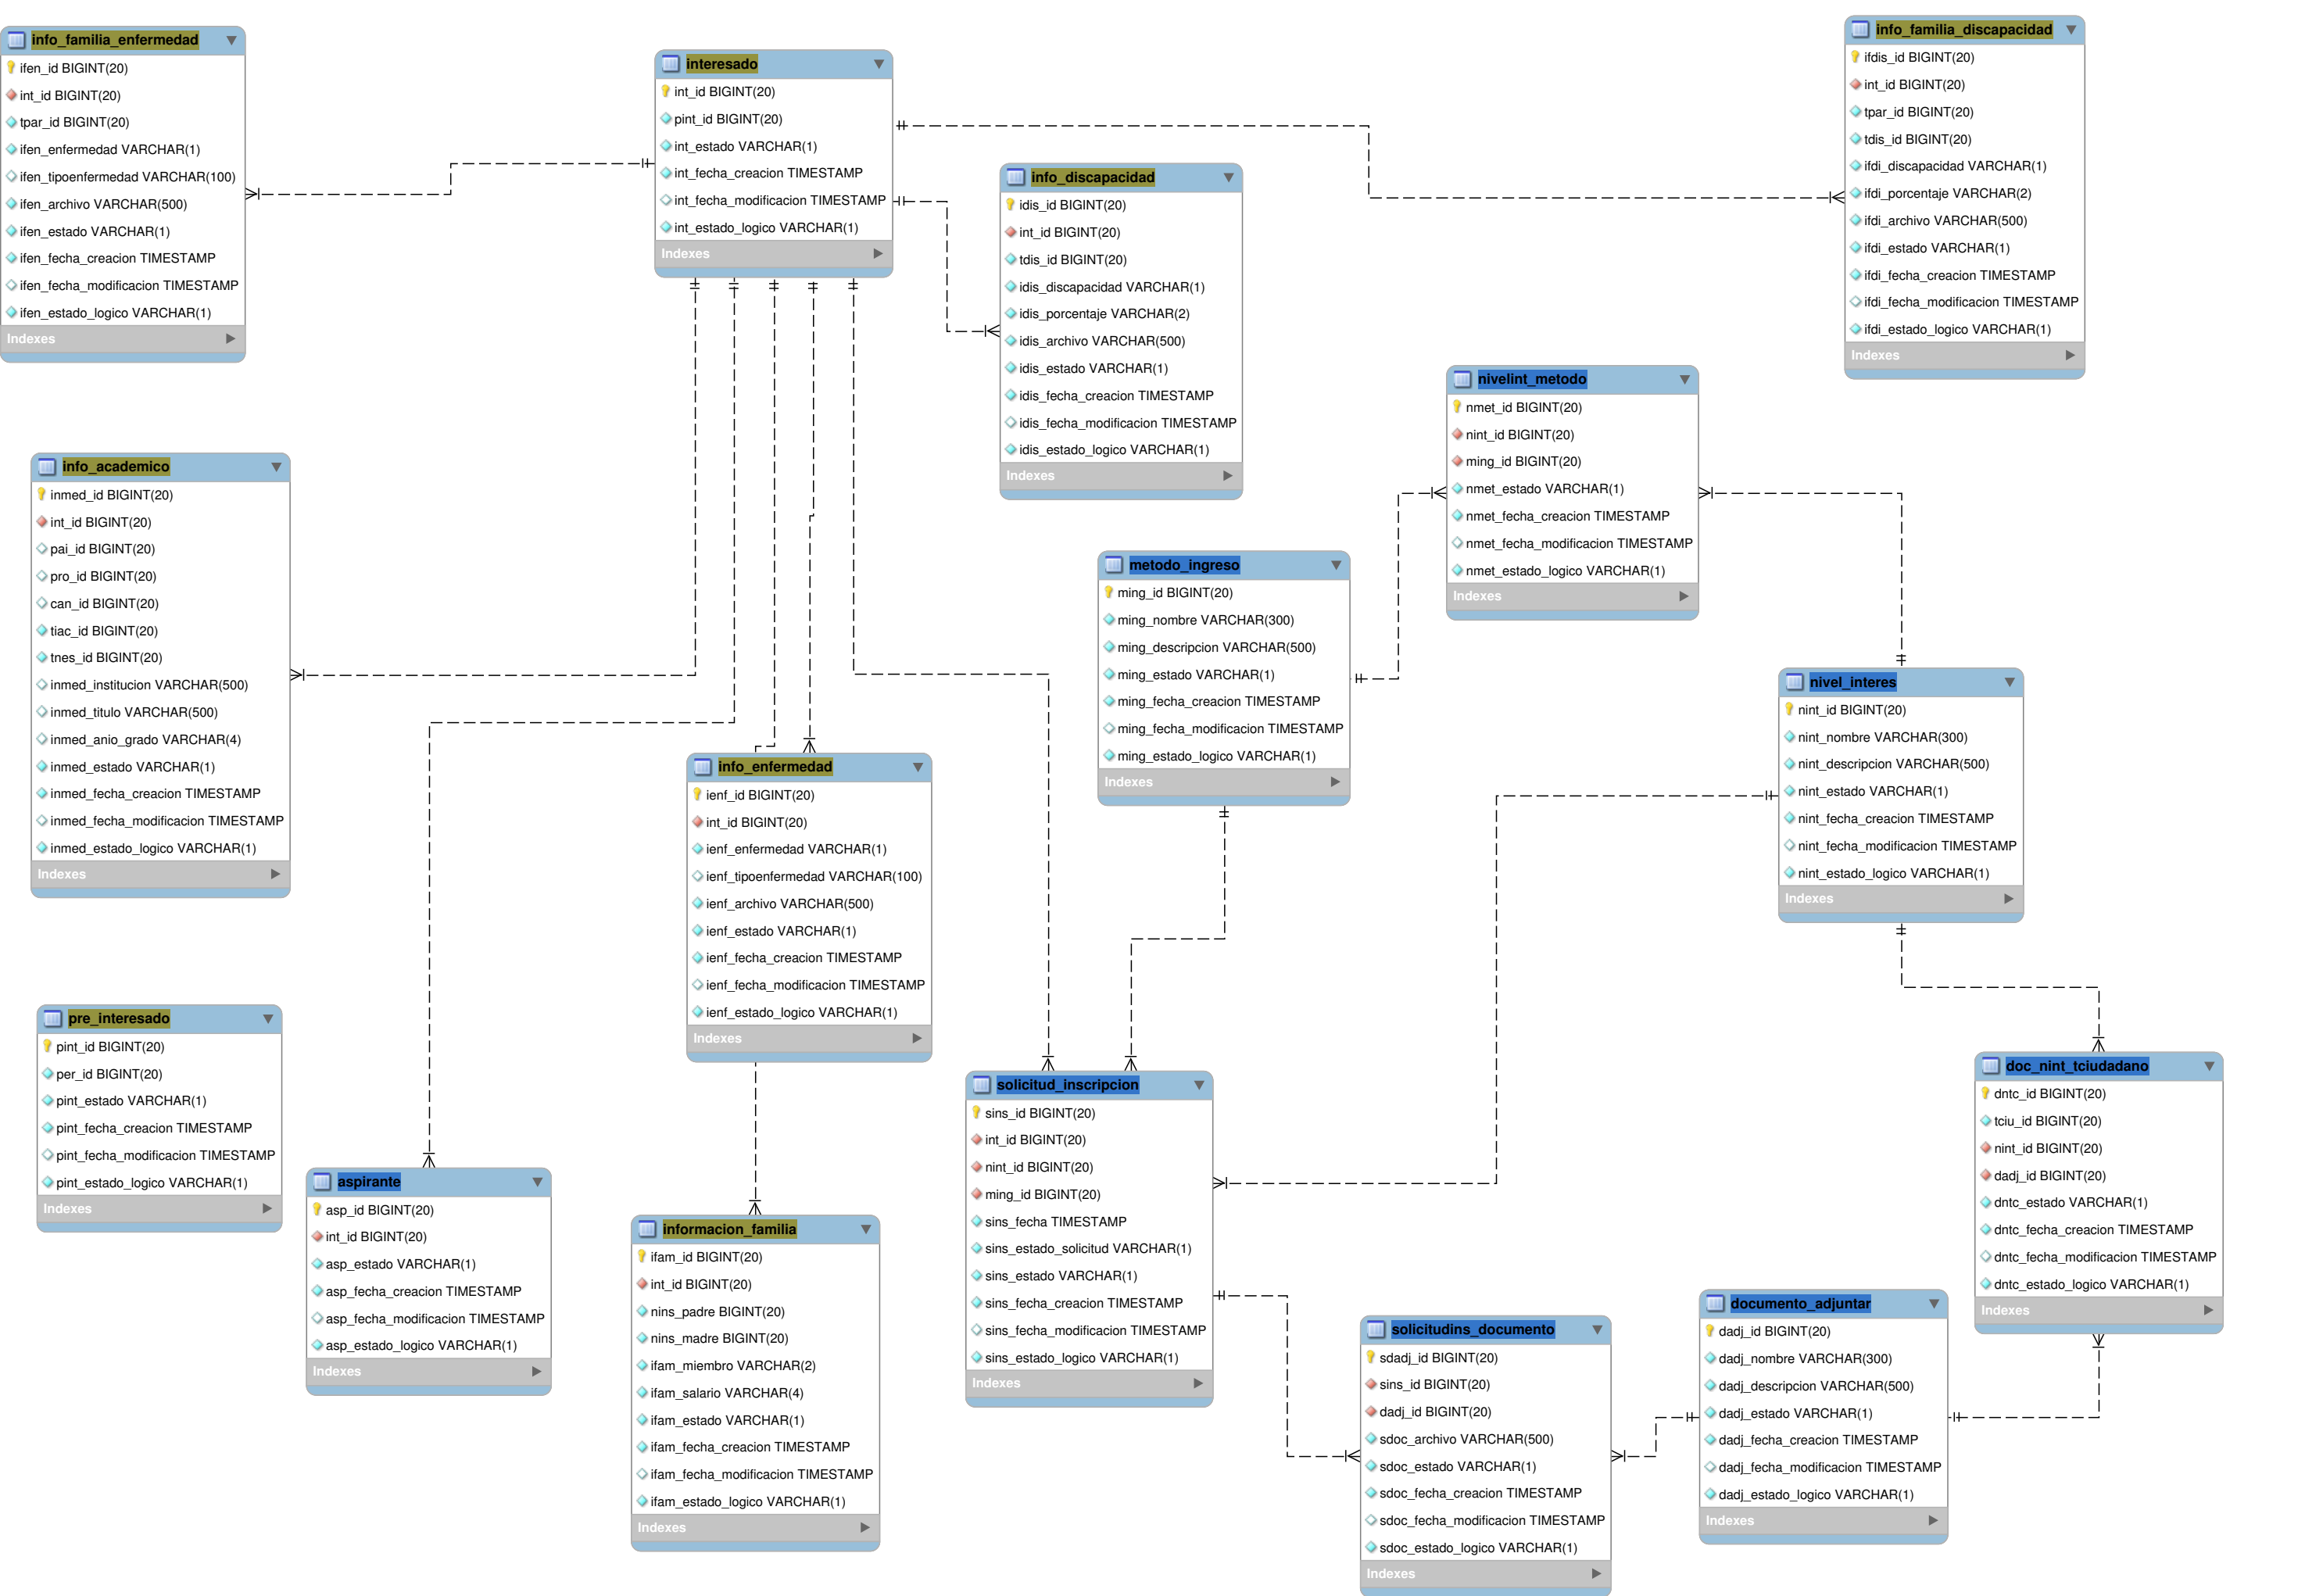 info_familia_enfermedad
ifen_id BIGINT(20)
int_id BIGINT(20)
tpar_id BIGINT(20)
ifen_enfermedad VARCHAR(1)
ifen_tipoenfermedad VARCHAR(100)
ifen_archivo VARCHAR(500)
ifen_estado VARCHAR(1)
ifen_fecha_creacion TIMESTAMP
ifen_fecha_modificacion TIMESTAMP
ifen_estado_logico VARCHAR(1)
Indexes
interesado
int_id BIGINT(20)
pint_id BIGINT(20)
int_estado VARCHAR(1)
int_fecha_creacion TIMESTAMP
int_fecha_modificacion TIMESTAMP
int_estado_logico VARCHAR(1)
Indexes
info_discapacidad
idis_id BIGINT(20)
int_id BIGINT(20)
tdis_id BIGINT(20)
idis_discapacidad VARCHAR(1)
idis_porcentaje VARCHAR(2)
idis_archivo VARCHAR(500)
idis_estado VARCHAR(1)
idis_fecha_creacion TIMESTAMP
idis_fecha_modificacion TIMESTAMP
idis_estado_logico VARCHAR(1)
Indexes
info_familia_discapacidad
ifdis_id BIGINT(20)
int_id BIGINT(20)
tpar_id BIGINT(20)
tdis_id BIGINT(20)
ifdi_discapacidad VARCHAR(1)
ifdi_porcentaje VARCHAR(2)
ifdi_archivo VARCHAR(500)
ifdi_estado VARCHAR(1)
ifdi_fecha_creacion TIMESTAMP
ifdi_fecha_modificacion TIMESTAMP
ifdi_estado_logico VARCHAR(1)
Indexes
nivelint_metodo
nmet_id BIGINT(20)
nint_id BIGINT(20)
ming_id BIGINT(20)
nmet_estado VARCHAR(1)
nmet_fecha_creacion TIMESTAMP
nmet_fecha_modificacion TIMESTAMP
nmet_estado_logico VARCHAR(1)
Indexes
info_academico
inmed_id BIGINT(20)
int_id BIGINT(20)
pai_id BIGINT(20)
pro_id BIGINT(20)
can_id BIGINT(20)
tiac_id BIGINT(20)
tnes_id BIGINT(20)
inmed_institucion VARCHAR(500)
inmed_titulo VARCHAR(500)
inmed_anio_grado VARCHAR(4)
inmed_estado VARCHAR(1)
inmed_fecha_creacion TIMESTAMP
inmed_fecha_modificacion TIMESTAMP
inmed_estado_logico VARCHAR(1)
Indexes
metodo_ingreso
ming_id BIGINT(20)
ming_nombre VARCHAR(300)
ming_descripcion VARCHAR(500)
ming_estado VARCHAR(1)
ming_fecha_creacion TIMESTAMP
ming_fecha_modificacion TIMESTAMP
ming_estado_logico VARCHAR(1)
Indexes
nivel_interes
nint_id BIGINT(20)
nint_nombre VARCHAR(300)
nint_descripcion VARCHAR(500)
nint_estado VARCHAR(1)
nint_fecha_creacion TIMESTAMP
nint_fecha_modificacion TIMESTAMP
nint_estado_logico VARCHAR(1)
Indexes
info_enfermedad
ienf_id BIGINT(20)
int_id BIGINT(20)
ienf_enfermedad VARCHAR(1)
ienf_tipoenfermedad VARCHAR(100)
ienf_archivo VARCHAR(500)
ienf_estado VARCHAR(1)
ienf_fecha_creacion TIMESTAMP
ienf_fecha_modificacion TIMESTAMP
ienf_estado_logico VARCHAR(1)
Indexes
pre_interesado
pint_id BIGINT(20)
per_id BIGINT(20)
pint_estado VARCHAR(1)
pint_fecha_creacion TIMESTAMP
pint_fecha_modificacion TIMESTAMP
pint_estado_logico VARCHAR(1)
Indexes
aspirante
asp_id BIGINT(20)
int_id BIGINT(20)
asp_estado VARCHAR(1)
asp_fecha_creacion TIMESTAMP
asp_fecha_modificacion TIMESTAMP
asp_estado_logico VARCHAR(1)
Indexes
informacion_familia
ifam_id BIGINT(20)
int_id BIGINT(20)
nins_padre BIGINT(20)
nins_madre BIGINT(20)
ifam_miembro VARCHAR(2)
ifam_salario VARCHAR(4)
ifam_estado VARCHAR(1)
ifam_fecha_creacion TIMESTAMP
ifam_fecha_modificacion TIMESTAMP
ifam_estado_logico VARCHAR(1)
Indexes
solicitud_inscripcion
sins_id BIGINT(20)
int_id BIGINT(20)
nint_id BIGINT(20)
ming_id BIGINT(20)
sins_fecha TIMESTAMP
sins_estado_solicitud VARCHAR(1)
sins_estado VARCHAR(1)
sins_fecha_creacion TIMESTAMP
sins_fecha_modificacion TIMESTAMP
sins_estado_logico VARCHAR(1)
Indexes
doc_nint_tciudadano
dntc_id BIGINT(20)
tciu_id BIGINT(20)
nint_id BIGINT(20)
dadj_id BIGINT(20)
dntc_estado VARCHAR(1)
dntc_fecha_creacion TIMESTAMP
dntc_fecha_modificacion TIMESTAMP
dntc_estado_logico VARCHAR(1)
Indexes
solicitudins_documento
sdadj_id BIGINT(20)
sins_id BIGINT(20)
dadj_id BIGINT(20)
sdoc_archivo VARCHAR(500)
sdoc_estado VARCHAR(1)
sdoc_fecha_creacion TIMESTAMP
sdoc_fecha_modificacion TIMESTAMP
sdoc_estado_logico VARCHAR(1)
Indexes
documento_adjuntar
dadj_id BIGINT(20)
dadj_nombre VARCHAR(300)
dadj_descripcion VARCHAR(500)
dadj_estado VARCHAR(1)
dadj_fecha_creacion TIMESTAMP
dadj_fecha_modificacion TIMESTAMP
dadj_estado_logico VARCHAR(1)
Indexes